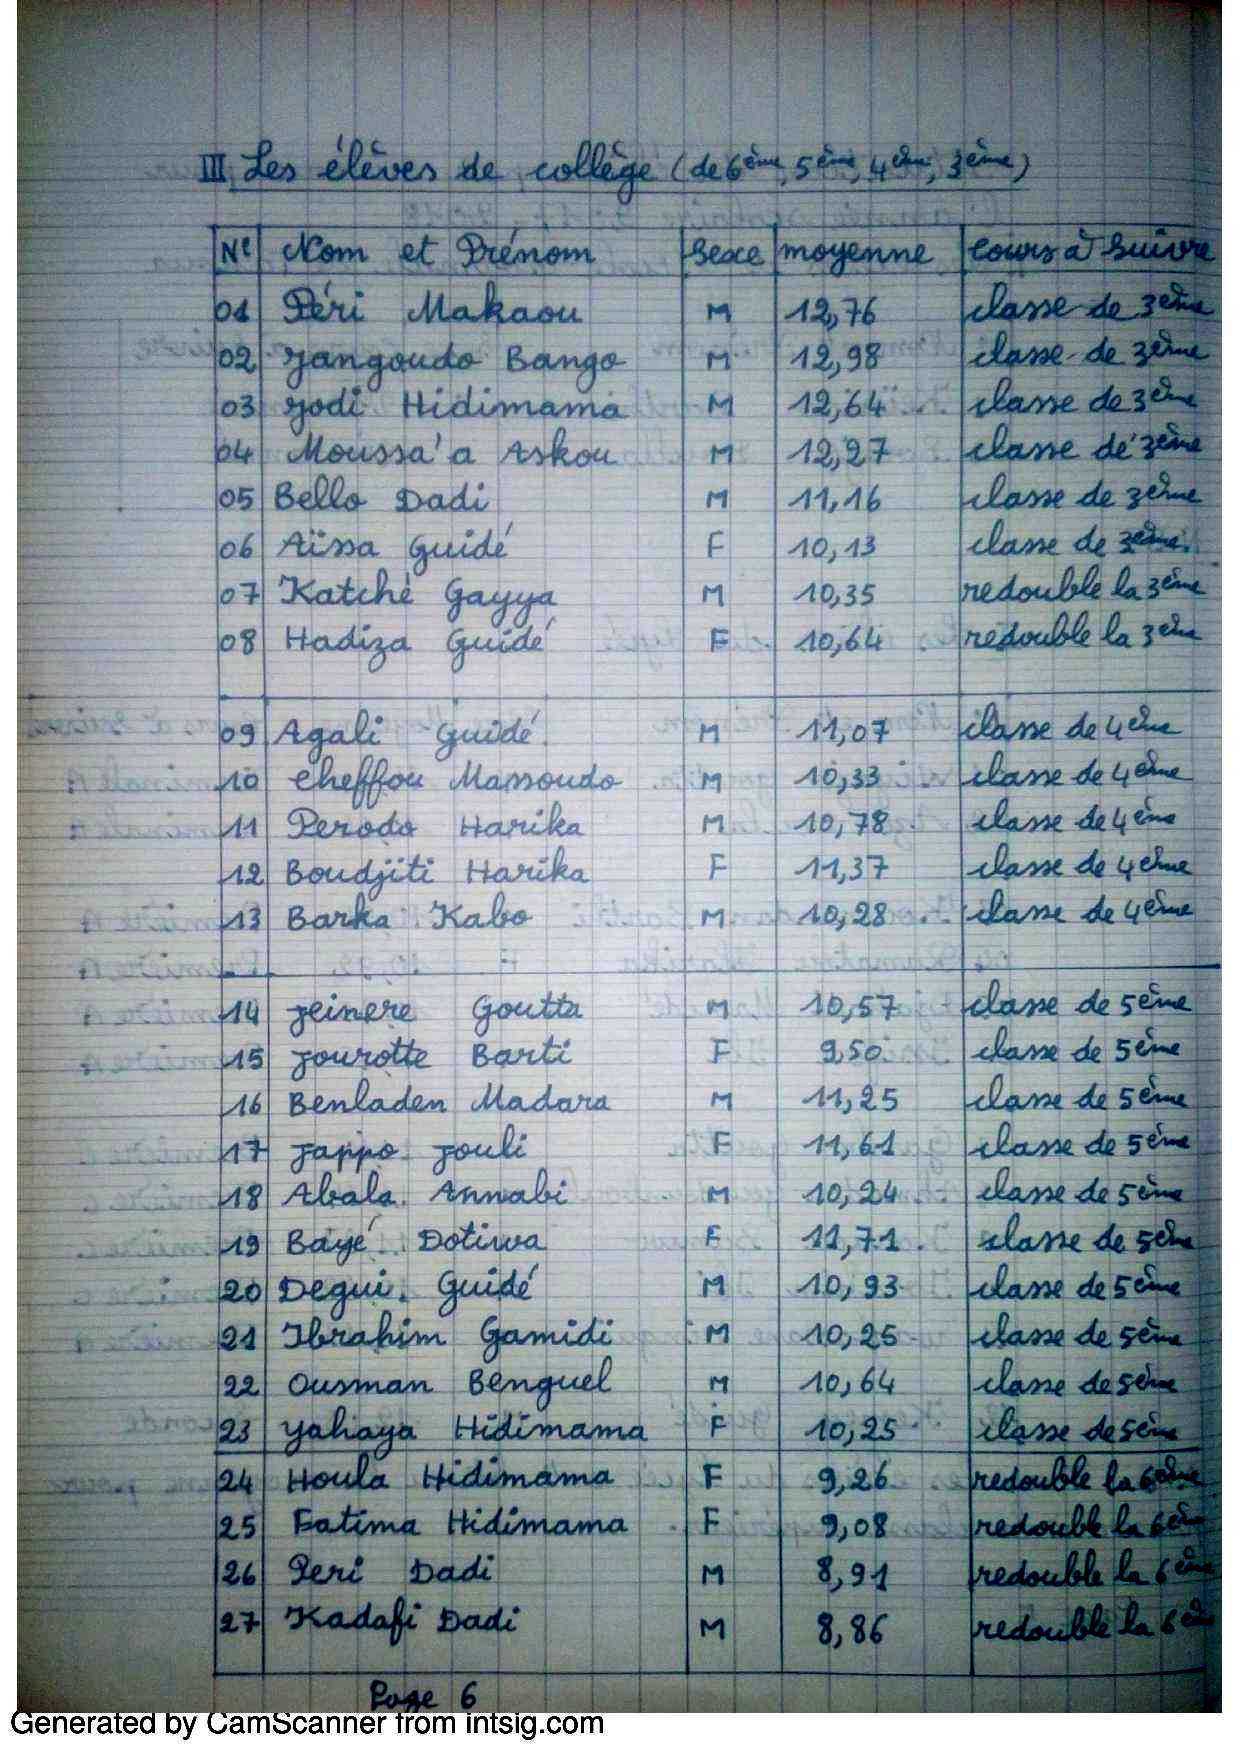 III Les élèves de collège (de 6ème, 5ème, 4ème, 3ème)
N° Nom et Prénom Sexe moyenne Cours à suivre
01 Péri Makaou M 12,76 classe de 3ème
02 Yangoudo Bango M 12,98 classe de 3ème
03 Yodi Hidimama M 12,64 classe de 3ème
04 Moussa'a Askou M 12,27 classe de 3ème
05 Bello Dadi M 11,16 classe de 3ème
06 Aïssa Guidé F 10,13 classe de 3ème
07 Katché Gayya M 10,35 redouble la 3ème
08 Hadiza Guidé F 10,64 redouble la 3ème
09 Agali Guidé M 11,07 classe de 4ème
10 Cheffou Massoudo M 10,33 classe de 4ème
11 Perodo Harika M 10,78 classe de 4ème
12 Boudjiti Harika F 11,37 classe de 4ème
13 Barka Kabo M 10,28 classe de 4ème
14 Jeinere Goutta M 10,57 classe de 5ème
15 Jourotte Barti F 9,50 classe de 5ème
16 Benladen Madara M 11,25 classe de 5ème
17 Jappo Jouli F 11,61 classe de 5ème
18 Abala Annabi M 10,24 classe de 5ème
19 Bayé Dotiwa F 11,71 classe de 5ème
20 Degui Guidé M 10,93 classe de 5ème
21 Ibrahim Gamidi M 10,25 classe de 5ème
22 Ousman Benguel M 10,64 classe de 5ème
23 Yahaya Hidimama F 10,25 classe de 5ème
24 Houla Hidimama F 9,26 redouble la 6ème
25 Fatima Hidimama F 9,08 redouble la 6ème
26 Peri Dadi M 8,91 redouble la 6ème
27 Kadafi Dadi M 8,86 redouble la 6ème
Page 6
Generated by CamScanner from intsig.com